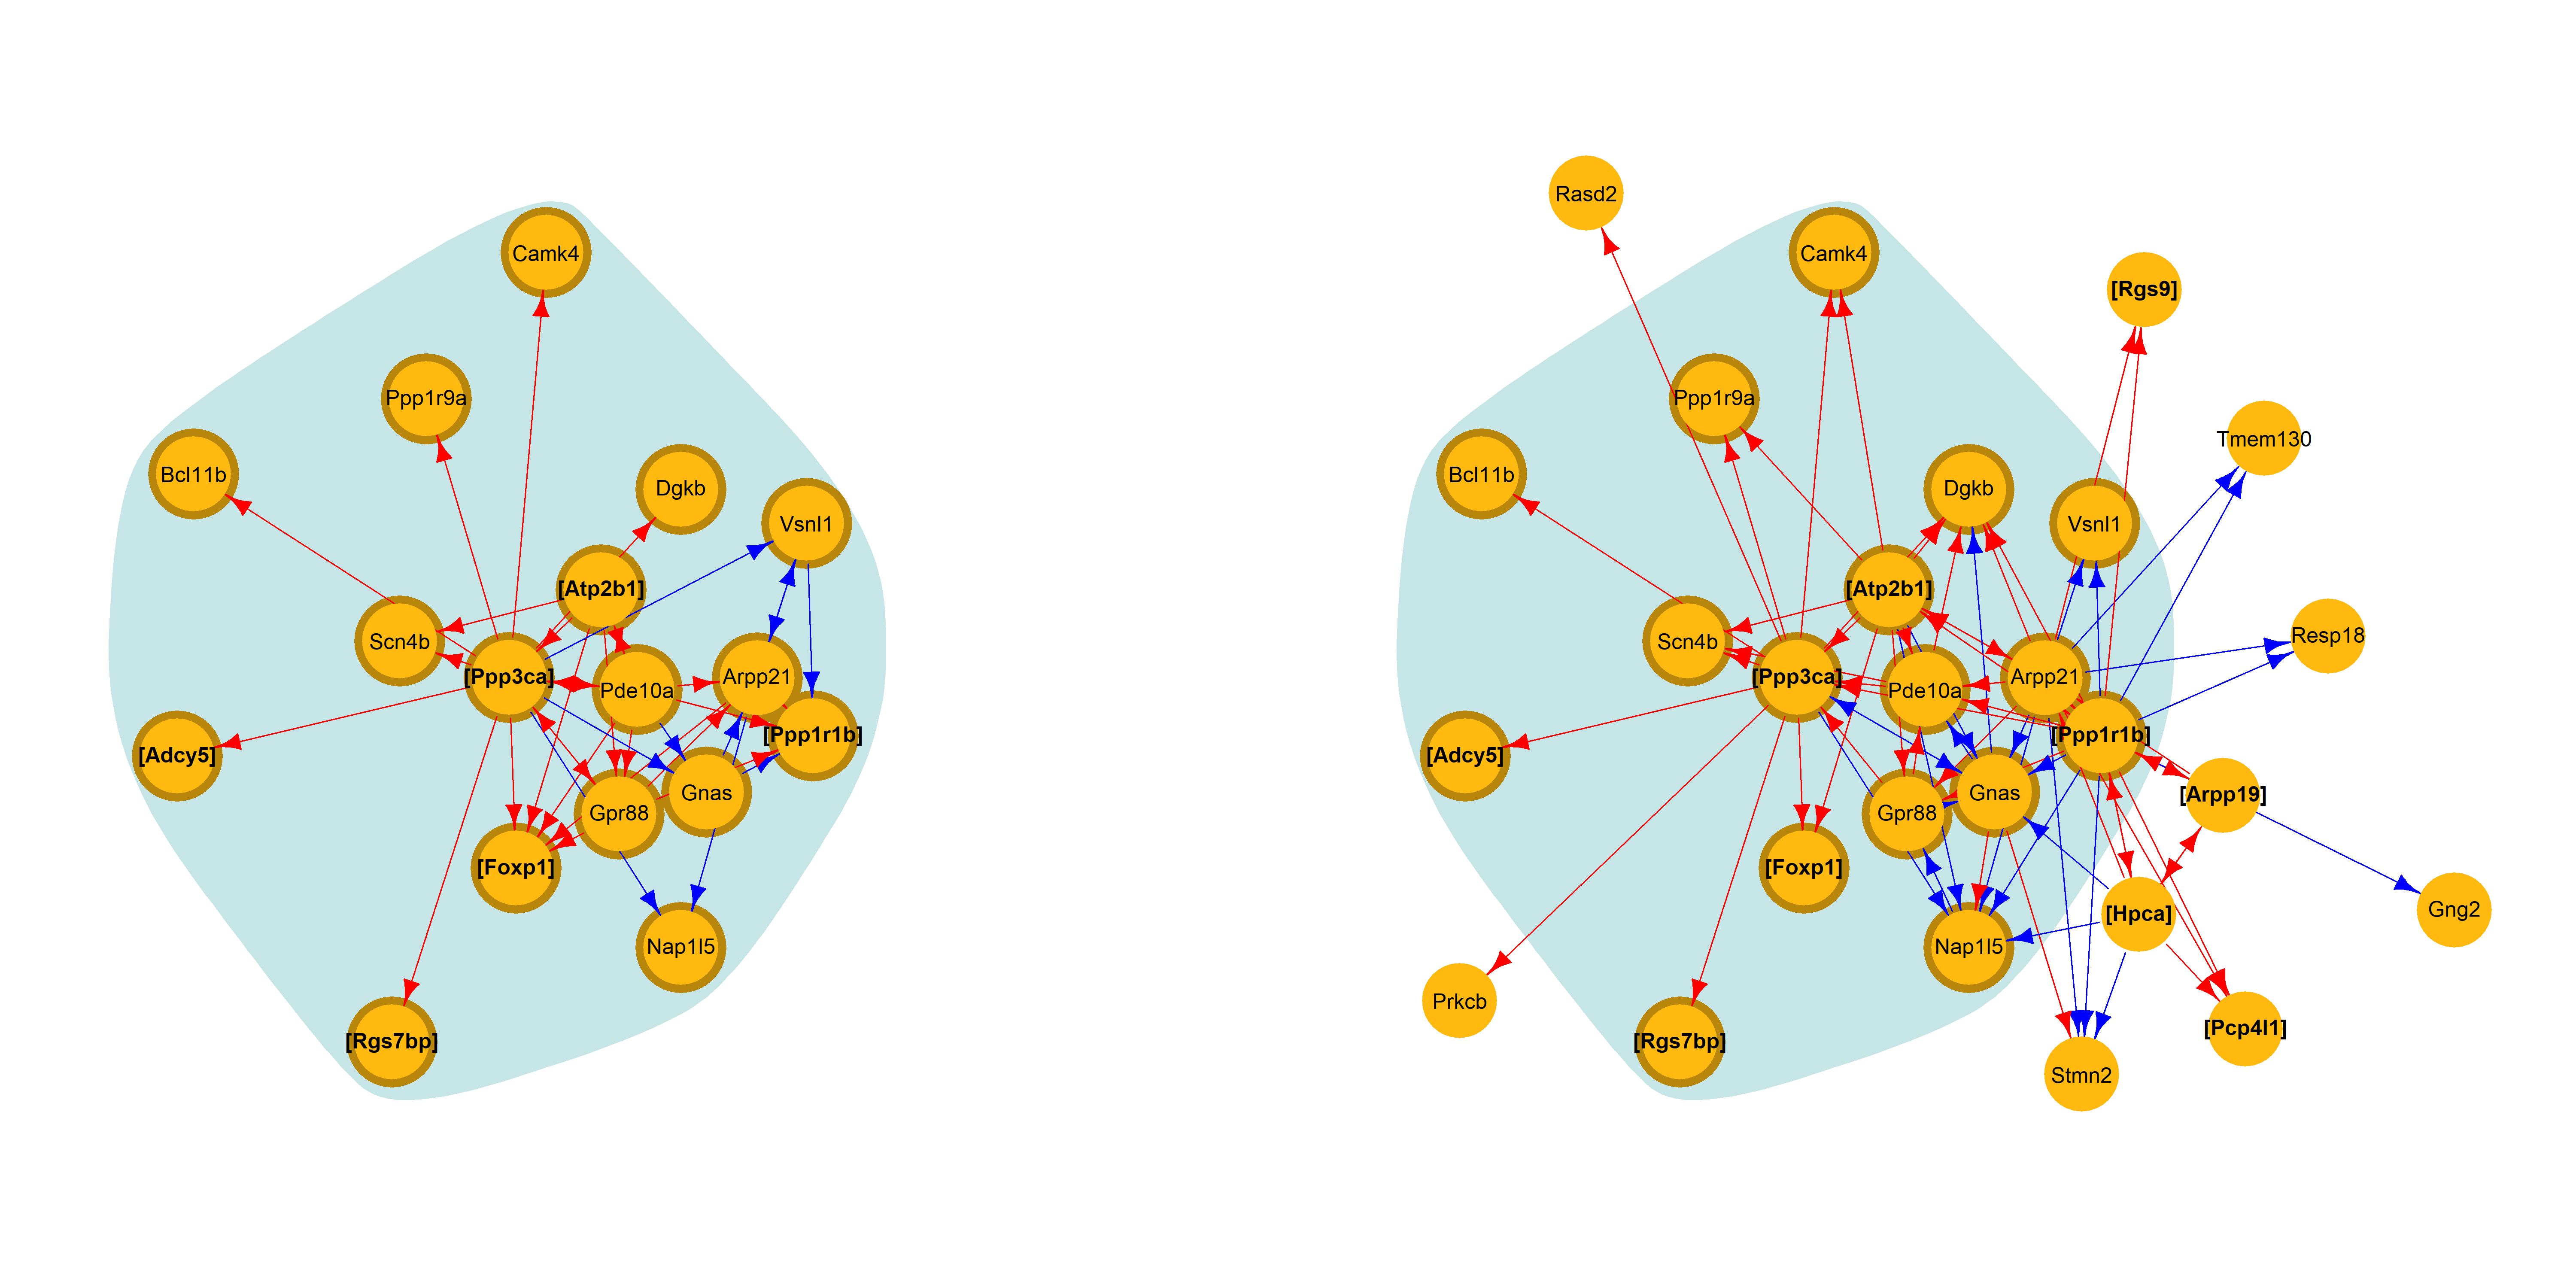 Camk4
Ppp1r9a
Bcl11b
Dgkb
Vsnl1
[Atp2b1]
Scn4b
[Ppp3ca]
Pde10a
Arpp21
[Ppp1r1b]
[Adcy5]
Gnas
Gpr88
[Foxp1]
Nap1l5
[Rgs7bp]
Rasd2
Camk4
[Rgs9]
Ppp1r9a
Tmem130
Bcl11b
Dgkb
Vsnl1
[Atp2b1]
Resp18
Scn4b
[Ppp3ca]
Pde10a
Arpp21
[Ppp1r1b]
[Adcy5]
Gnas
[Arpp19]
Gpr88
[Foxp1]
Gng2
[Hpca]
Nap1l5
Prkcb
[Pcp4l1]
[Rgs7bp]
Stmn2